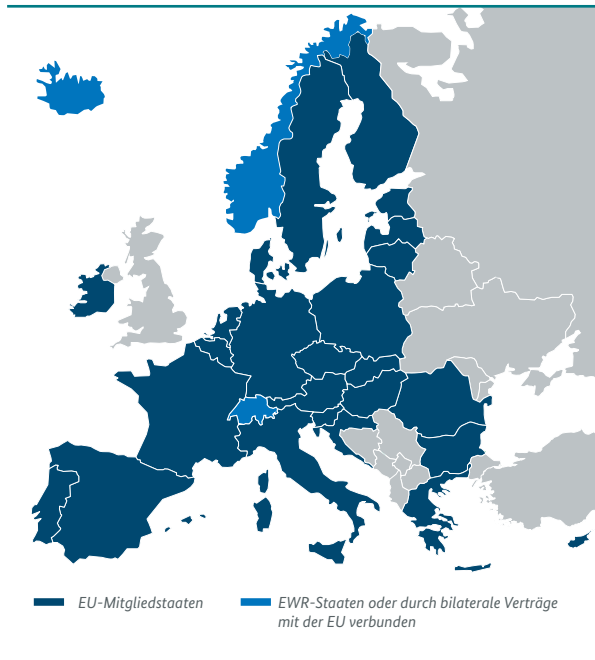 EU-Mitgliedstaaten
EWR-Staaten oder durch bilaterale Verträge
mit der EU verbunden